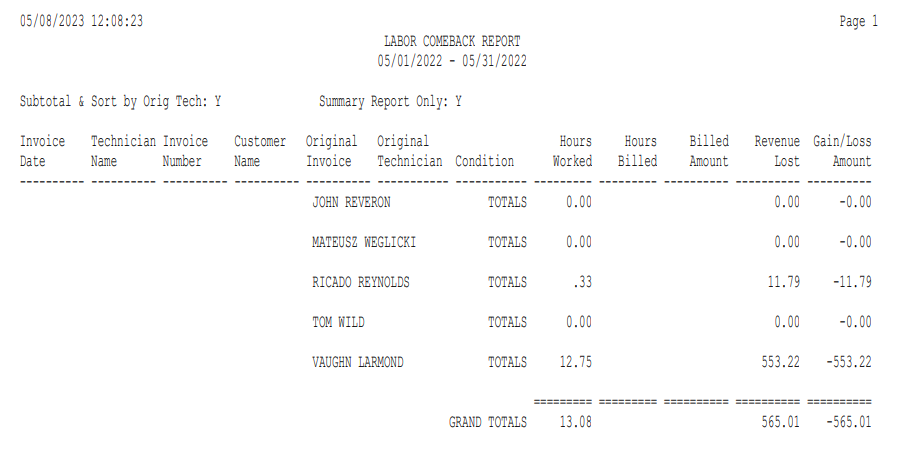 05/08/2023 12:08:23 Page 1
LABOR COMEBACK REPORT
05/01/2022 - 05/31/2022
Subtotal & Sort by Orig Tech: Y Summary Report Only: Y
Invoice Technician Invoice Customer Original Original Hours Hours Billed Revenue Gain/Loss
Date Name Number Name Invoice Technician Condition Worked Billed Amount Lost Amount
---------- ---------- ---------- ---------- ---------- ----------- ----------- --------- --------- ---------- ---------- ----------
JOHN REVERON TOTALS 0.00 0.00 -0.00
MATEUSZ WEGLICKI TOTALS 0.00 0.00 -0.00
RICADO REYNOLDS TOTALS .33 11.79 -11.79
TOM WILD TOTALS 0.00 0.00 -0.00
VAUGHN LARMOND TOTALS 12.75 553.22 -553.22
========= ========= ========== ========== ==========
GRAND TOTALS 13.08 565.01 -565.01